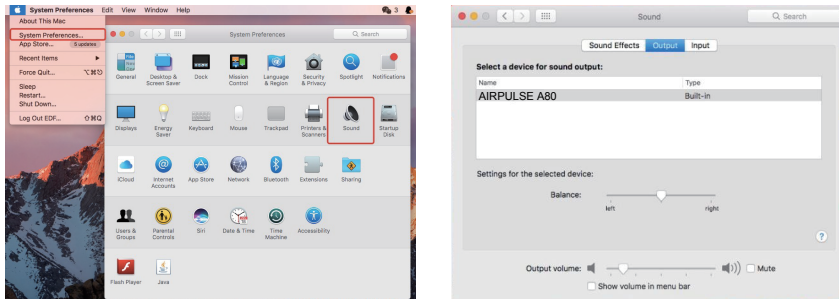 System Preferences Edit View Window Help
3
About This Mac
System Preferences...
App Store... 5 updates
Recent Items
Force Quit... ⌥⌘⎋
Sleep
Restart...
Shut Down...
Log Out EDF... ⇧⌘Q
System Preferences
Search
General
Desktop &
Screen Saver
Dock
Mission
Control
Language
& Region
Security
& Privacy
Spotlight
Notifications
Displays
Energy
Saver
Keyboard
Mouse
Trackpad
Printers &
Scanners
Sound
Startup
Disk
iCloud
Internet
Accounts
App Store
Network
Bluetooth
Extensions
Sharing
Users &
Groups
Parental
Controls
Siri
Date & Time
Time
Machine
Accessibility
Flash Player
Java
Sound
Search
Sound Effects Output Input
Select a device for sound output:
Name Type
AIRPULSE A80 Built-in
Settings for the selected device:
Balance:
left right
?
Output volume: Mute
Show volume in menu bar